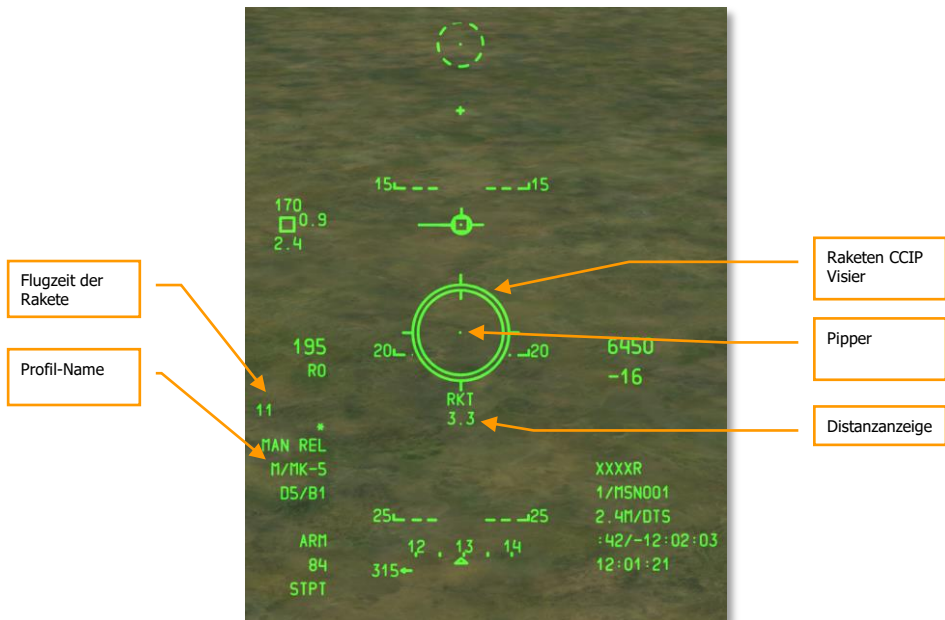 15 15
170
0.9
2.4
Flugzeit der
Rakete
Raketen CCIP
Visier
195
20 20
6450
Pipper
RO
-16
Profil-Name
RKT
11
3.3
Distanzanzeige
*
MAN REL
M/MK-5
XXXXR
D5/B1
1/MSN001
25 25
2.4M/DTS
ARM
12 . 13 . 14
:42/-12:02:03
84
315←
12:01:21
STPT